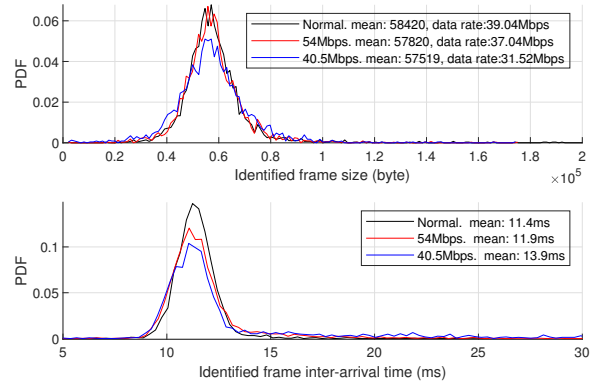 Normal. mean: 58420, data rate:39.04Mbps
54Mbps. mean: 57820, data rate:37.04Mbps
40.5Mbps. mean: 57519, data rate:31.52Mbps
PDF
0.06
0.04
0.02
0
0 0.2 0.4 0.6 0.8 1 1.2 1.4 1.6 1.8 2
Identified frame size (byte)
×10^5
Normal. mean: 11.4ms
54Mbps. mean: 11.9ms
40.5Mbps. mean: 13.9ms
PDF
0.1
0.05
0
5 10 15 20 25 30
Identified frame inter-arrival time (ms)